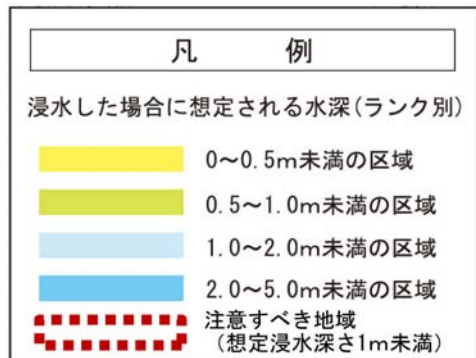 凡 例
浸水した場合に想定される水深(ランク別)
0～0.5m未満の区域
0.5～1.0m未満の区域
1.0～2.0m未満の区域
2.0～5.0m未満の区域
注意すべき地域
(想定浸水深さ1m未満)